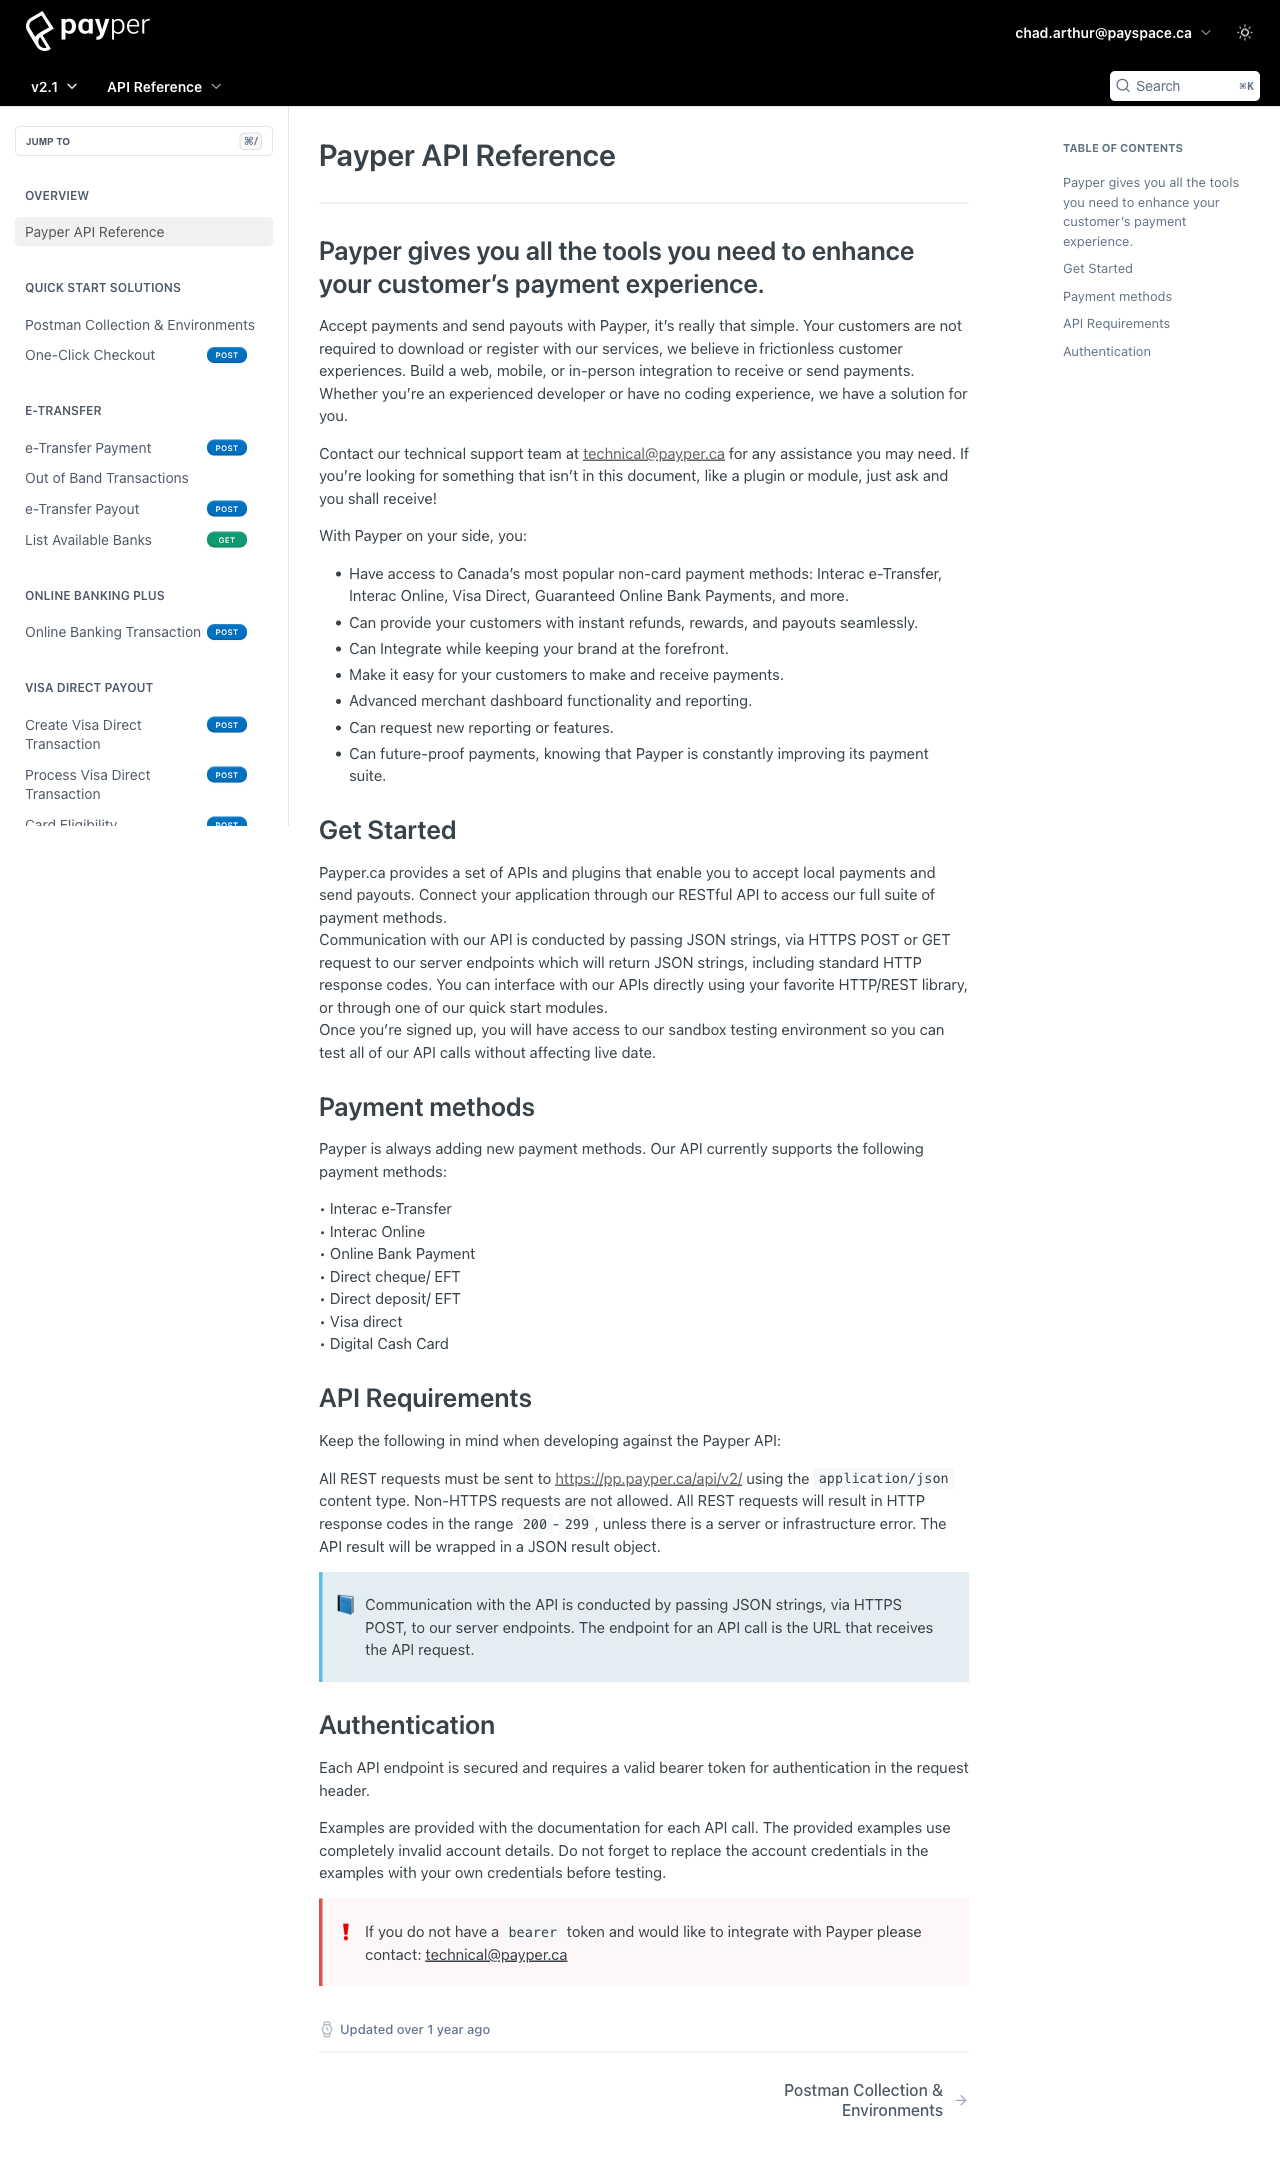 payper
chad.arthur@payspace.ca
v2.1
API Reference
Search
⌘K
JUMP TO
⌘/
OVERVIEW
Payper API Reference
QUICK START SOLUTIONS
Postman Collection & Environments
One-Click Checkout POST
E-TRANSFER
e-Transfer Payment POST
Out of Band Transactions
e-Transfer Payout POST
List Available Banks GET
ONLINE BANKING PLUS
Online Banking Transaction POST
VISA DIRECT PAYOUT
Create Visa Direct POST
Transaction
Process Visa Direct POST
Transaction
Card Eligibility POST
Payper API Reference
Payper gives you all the tools you need to enhance
your customer’s payment experience.
Accept payments and send payouts with Payper, it’s really that simple. Your customers are not
required to download or register with our services, we believe in frictionless customer
experiences. Build a web, mobile, or in-person integration to receive or send payments.
Whether you’re an experienced developer or have no coding experience, we have a solution for
you.
Contact our technical support team at technical@payper.ca for any assistance you may need. If
you’re looking for something that isn’t in this document, like a plugin or module, just ask and
you shall receive!
With Payper on your side, you:
• Have access to Canada’s most popular non-card payment methods: Interac e-Transfer,
Interac Online, Visa Direct, Guaranteed Online Bank Payments, and more.
• Can provide your customers with instant refunds, rewards, and payouts seamlessly.
• Can Integrate while keeping your brand at the forefront.
• Make it easy for your customers to make and receive payments.
• Advanced merchant dashboard functionality and reporting.
• Can request new reporting or features.
• Can future-proof payments, knowing that Payper is constantly improving its payment
suite.
Get Started
Payper.ca provides a set of APIs and plugins that enable you to accept local payments and
send payouts. Connect your application through our RESTful API to access our full suite of
payment methods.
Communication with our API is conducted by passing JSON strings, via HTTPS POST or GET
request to our server endpoints which will return JSON strings, including standard HTTP
response codes. You can interface with our APIs directly using your favorite HTTP/REST library,
or through one of our quick start modules.
Once you’re signed up, you will have access to our sandbox testing environment so you can
test all of our API calls without affecting live date.
Payment methods
Payper is always adding new payment methods. Our API currently supports the following
payment methods:
• Interac e-Transfer
• Interac Online
• Online Bank Payment
• Direct cheque/ EFT
• Direct deposit/ EFT
• Visa direct
• Digital Cash Card
API Requirements
Keep the following in mind when developing against the Payper API:
All REST requests must be sent to https://pp.payper.ca/api/v2/ using the application/json
content type. Non-HTTPS requests are not allowed. All REST requests will result in HTTP
response codes in the range 200 - 299 , unless there is a server or infrastructure error. The
API result will be wrapped in a JSON result object.
Communication with the API is conducted by passing JSON strings, via HTTPS
POST, to our server endpoints. The endpoint for an API call is the URL that receives
the API request.
Authentication
Each API endpoint is secured and requires a valid bearer token for authentication in the request
header.
Examples are provided with the documentation for each API call. The provided examples use
completely invalid account details. Do not forget to replace the account credentials in the
examples with your own credentials before testing.
If you do not have a bearer token and would like to integrate with Payper please
contact: technical@payper.ca
Updated over 1 year ago
Postman Collection &
Environments
TABLE OF CONTENTS
Payper gives you all the tools
you need to enhance your
customer’s payment
experience.
Get Started
Payment methods
API Requirements
Authentication